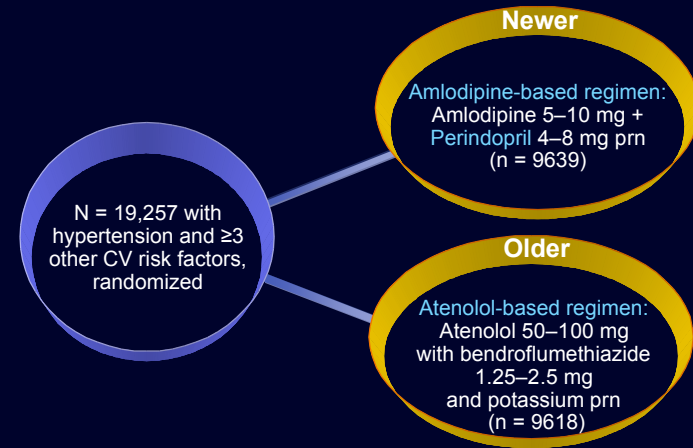 Newer
Amlodipine-based regimen:
Amlodipine 5–10 mg +
Perindopril 4–8 mg prn
(n = 9639)
N = 19,257 with
hypertension and ≥3
other CV risk factors,
randomized
Older
Atenolol-based regimen:
Atenolol 50–100 mg
with bendroflumethiazide
1.25–2.5 mg
and potassium prn
(n = 9618)